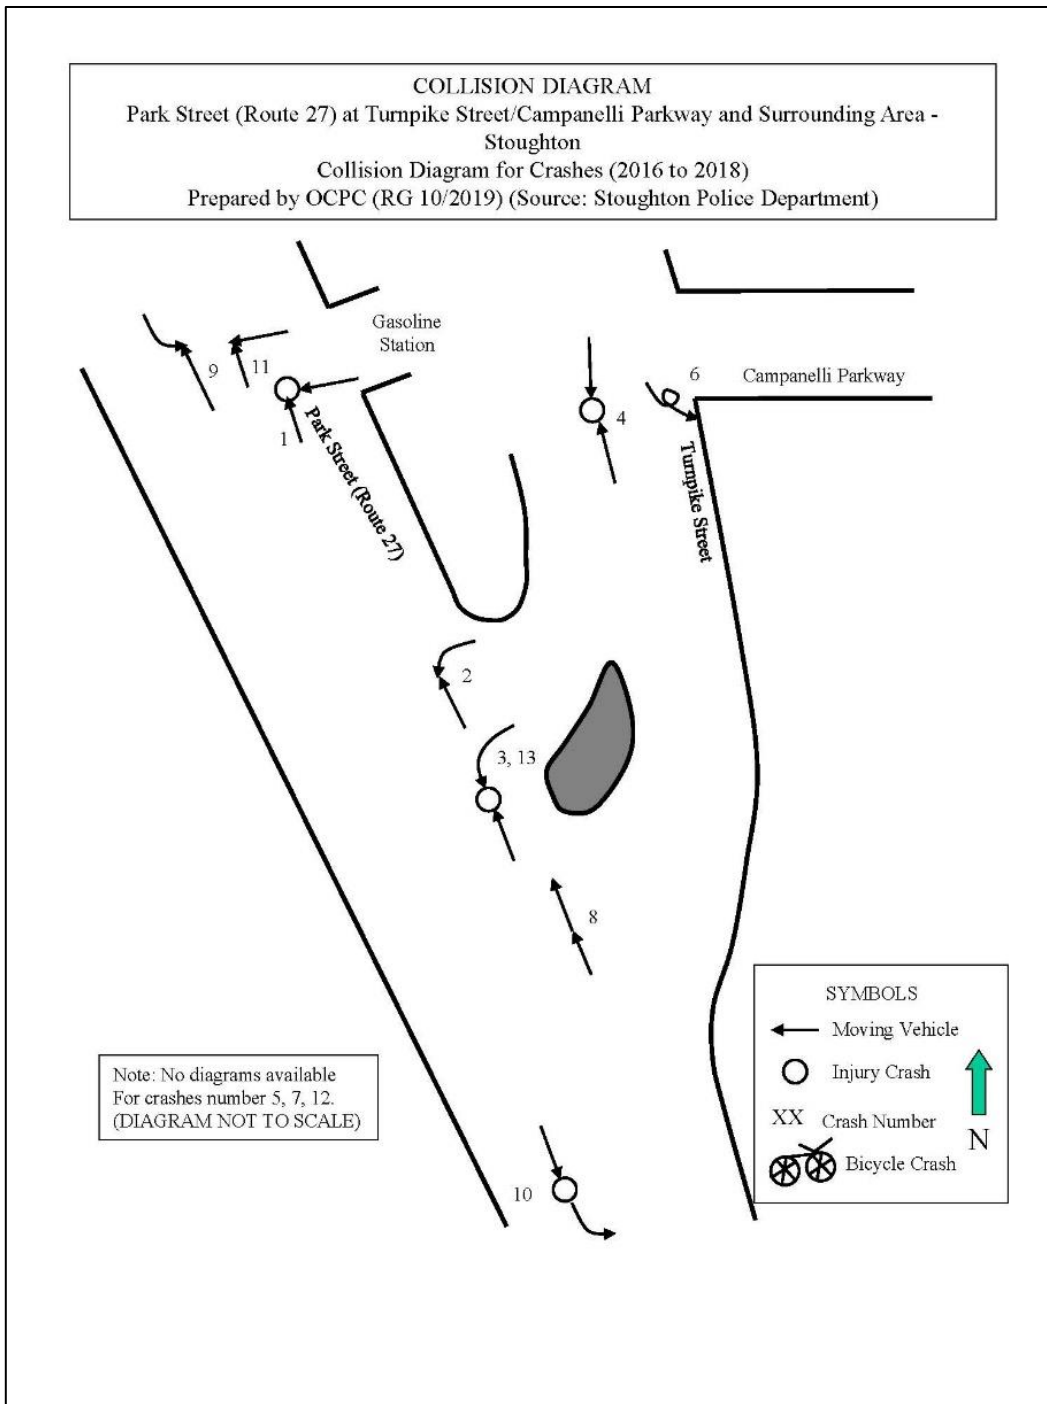 COLLISION DIAGRAM
Park Street (Route 27) at Turnpike Street/Campanelli Parkway and Surrounding Area -
Stoughton
Collision Diagram for Crashes (2016 to 2018)
Prepared by OCPC (RG 10/2019) (Source: Stoughton Police Department)
Gasoline
Station
9
11
1
Park Street (Route 27)
4
6
Campanelli Parkway
Turnpike Street
2
3, 13
8
Note: No diagrams available
For crashes number 5, 7, 12.
(DIAGRAM NOT TO SCALE)
10
SYMBOLS
Moving Vehicle
Injury Crash
XX Crash Number
Bicycle Crash
N